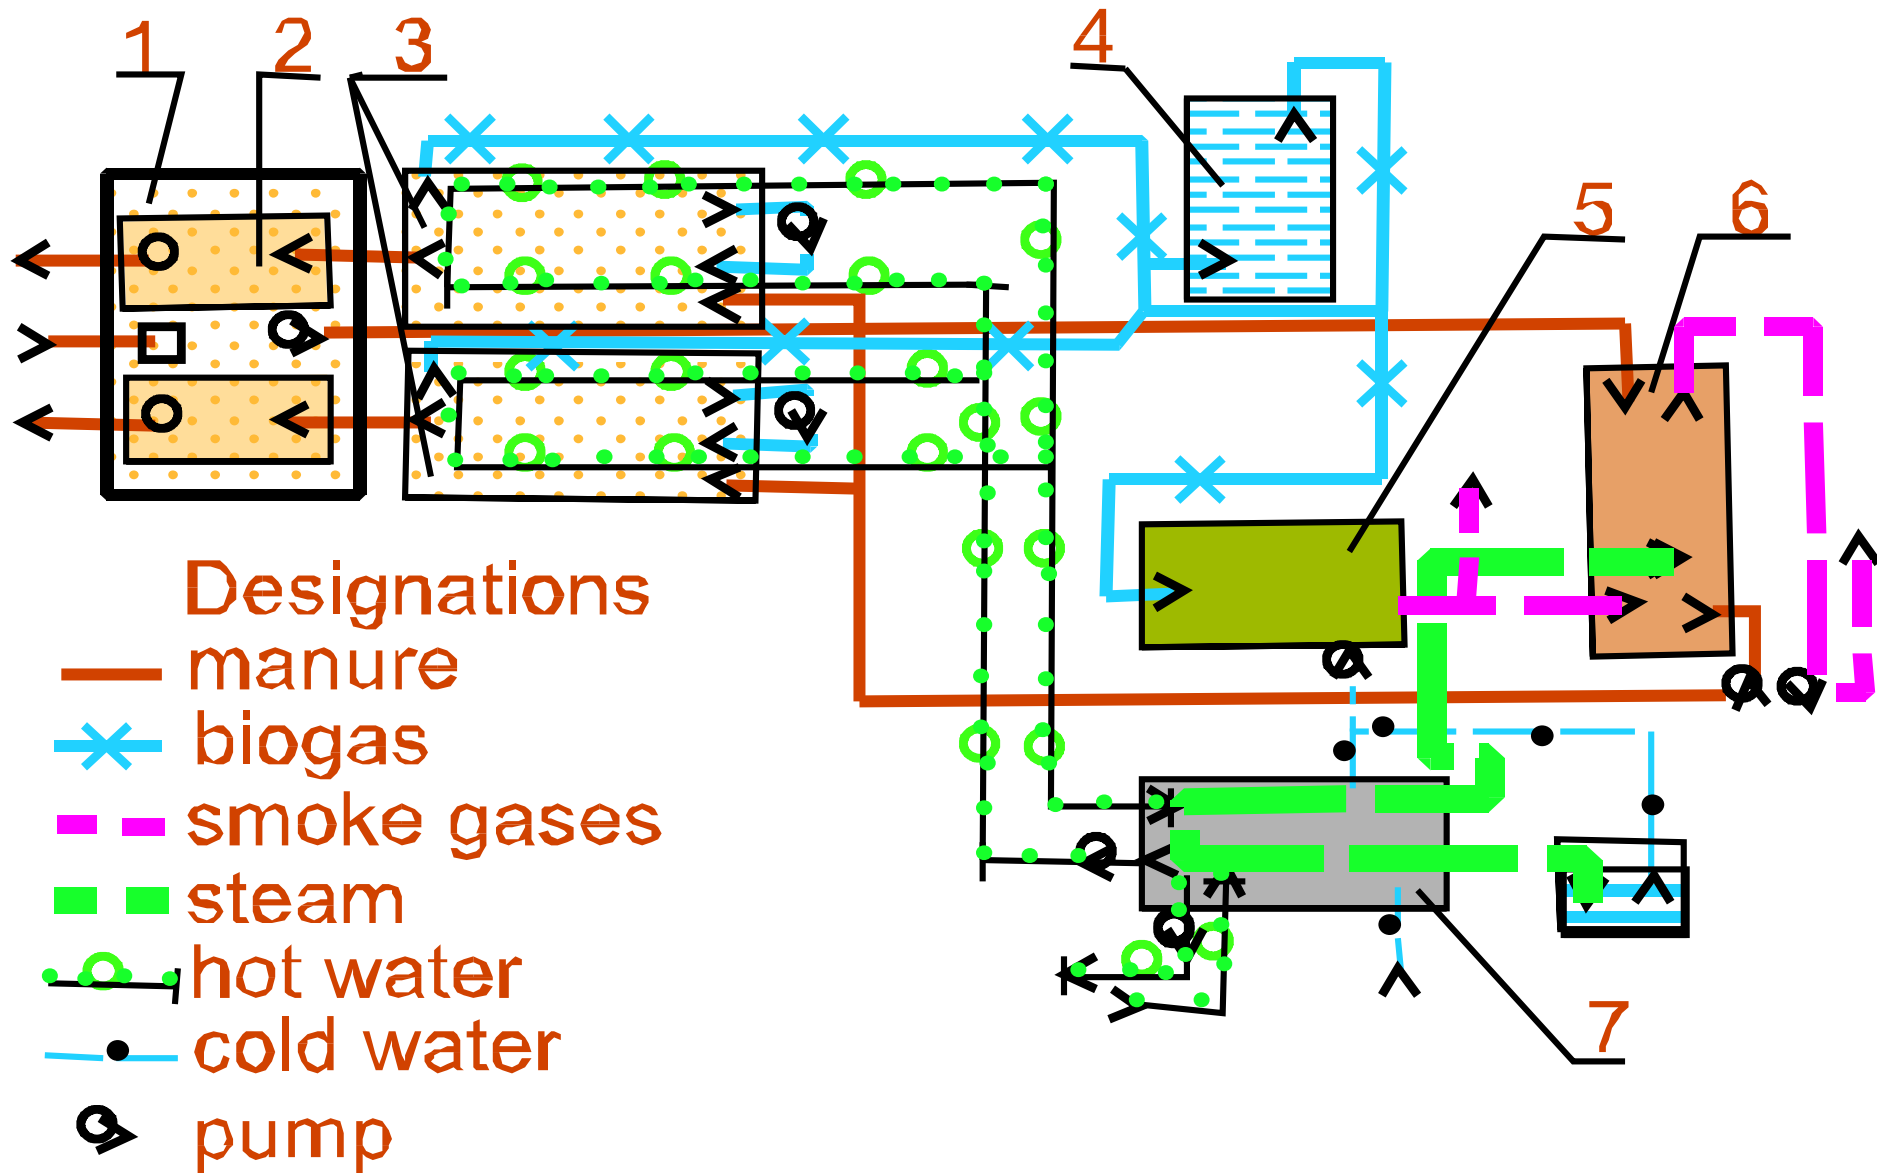 1 2 3 4
5 6
Designations
manure
biogas
smoke gases
steam
hot water
cold water
pump
7